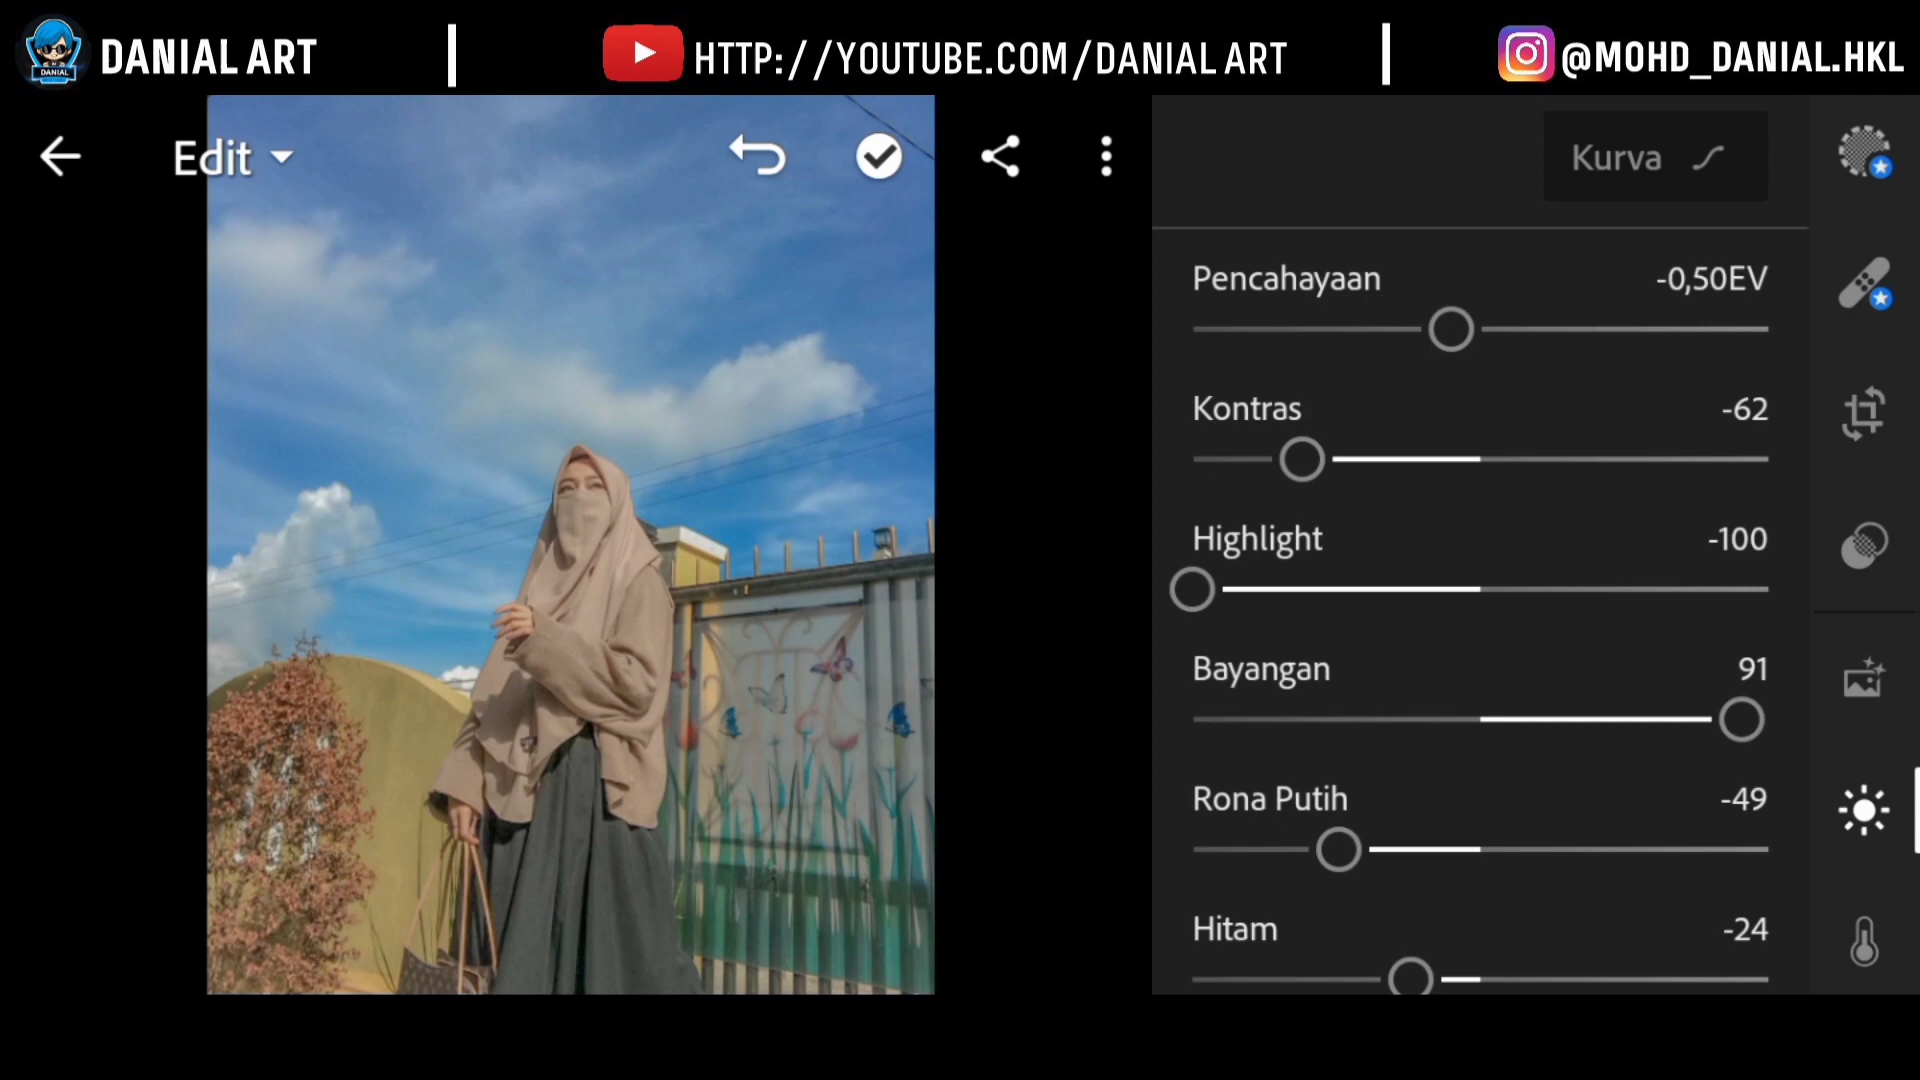 DANIAL ART | HTTP://YOUTUBE.COM/DANIAL ART | @MOHD_DANIAL.HKL
DANIAL
Edit
Kurva
Pencahayaan -0,50EV
Kontras -62
Highlight -100
Bayangan 91
Rona Putih -49
Hitam -24